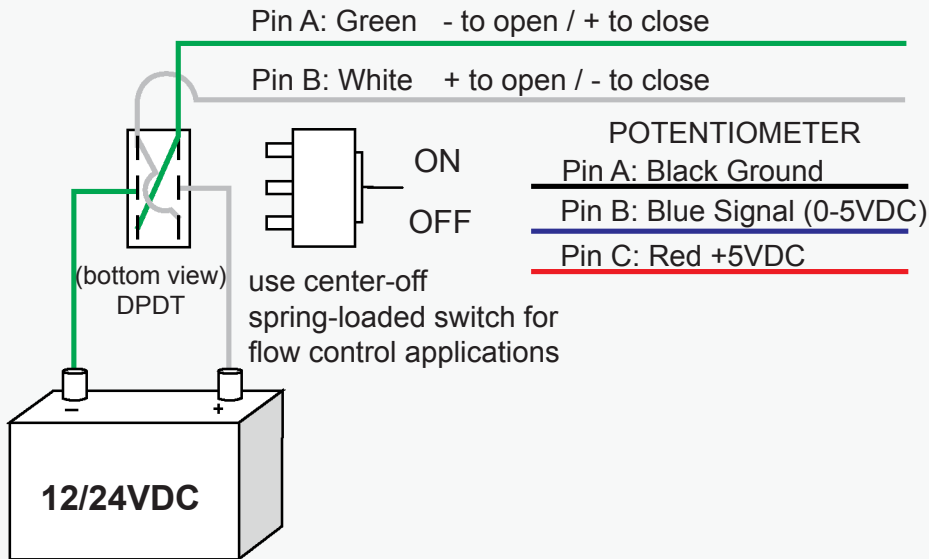 Pin A: Green - to open / + to close
Pin B: White + to open / - to close
POTENTIOMETER
Pin A: Black Ground
Pin B: Blue Signal (0-5VDC)
Pin C: Red +5VDC
ON
OFF
(bottom view)
DPDT
use center-off
spring-loaded switch for
flow control applications
– +
12/24VDC